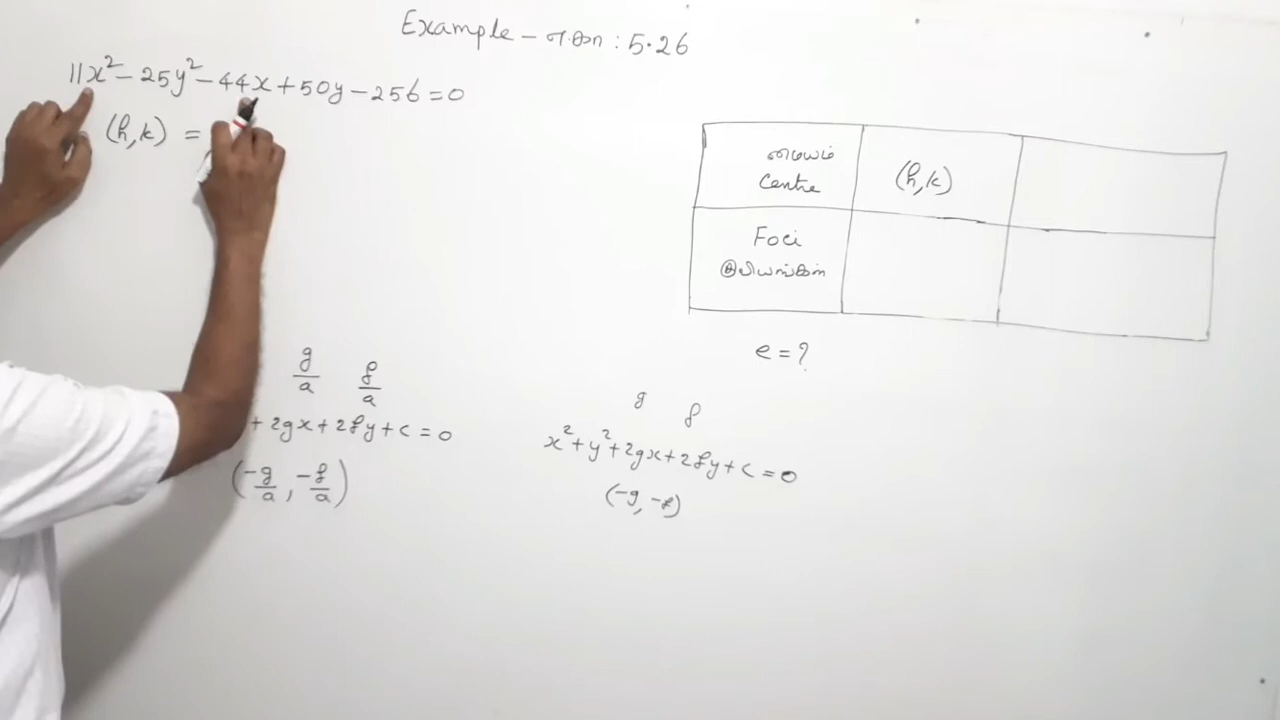 Example – எ.கா : 5.26
11x² – 25y² – 44x + 50y – 256 = 0
(h, k) =
மையம்
Centre
(h, k)
Foci
குவியங்கள்
e = ?
g/a f/a
+ 2gx + 2fy + c = 0
(-g/a, -f/a)
g f
x² + y² + 2gx + 2fy + c = 0
(-g, -f)